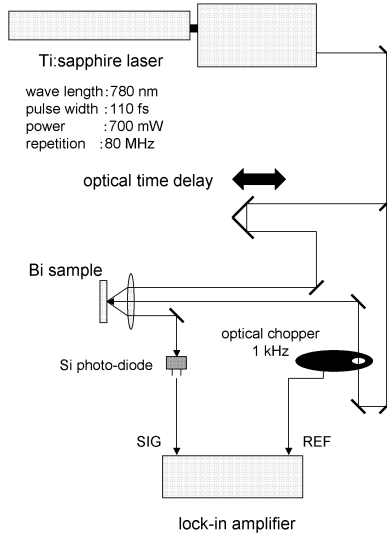 Ti:sapphire laser
wave length:780 nm
pulse width :110 fs
power :700 mW
repetition :80 MHz
optical time delay
Bi sample
optical chopper
1 kHz
Si photo-diode
SIG
REF
lock-in amplifier